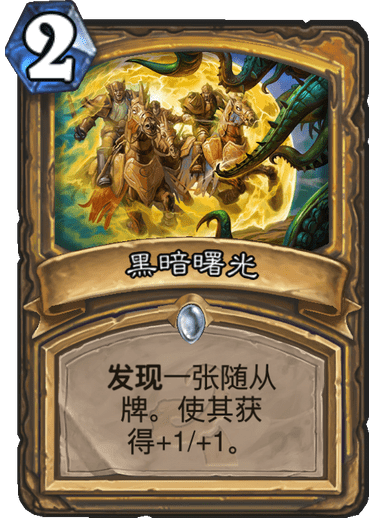 2
黑暗曙光
发现一张随从
牌。使其获
得+1/+1。